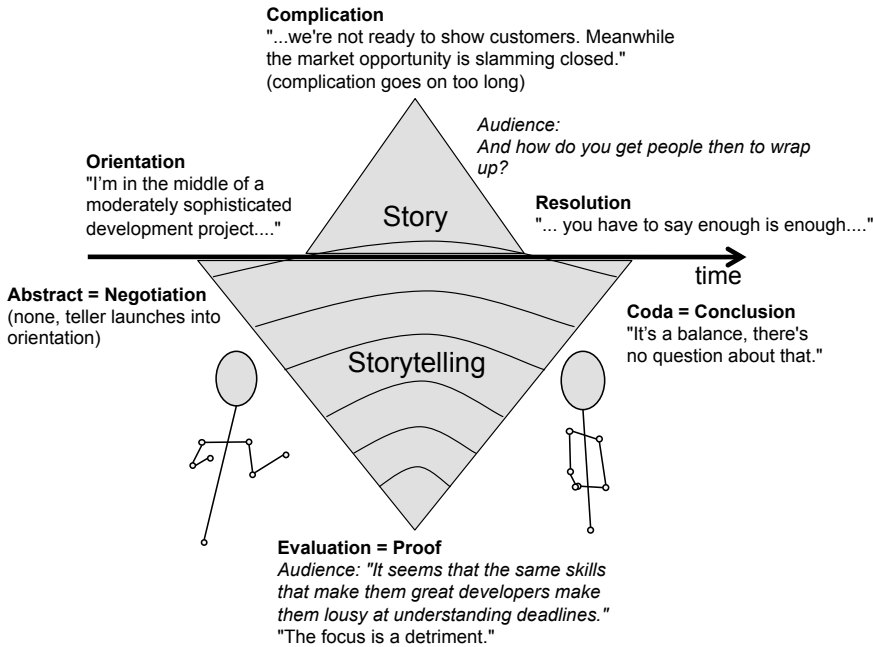 Complication
"...we're not ready to show customers. Meanwhile
the market opportunity is slamming closed."
(complication goes on too long)
Audience:
And how do you get people then to wrap
up?
Orientation
"I’m in the middle of a
moderately sophisticated
development project...."
Story
Resolution
"... you have to say enough is enough...."
time
Abstract = Negotiation
(none, teller launches into
orientation)
Coda = Conclusion
"It’s a balance, there's
no question about that."
Storytelling
Evaluation = Proof
Audience: "It seems that the same skills
that make them great developers make
them lousy at understanding deadlines."
"The focus is a detriment."